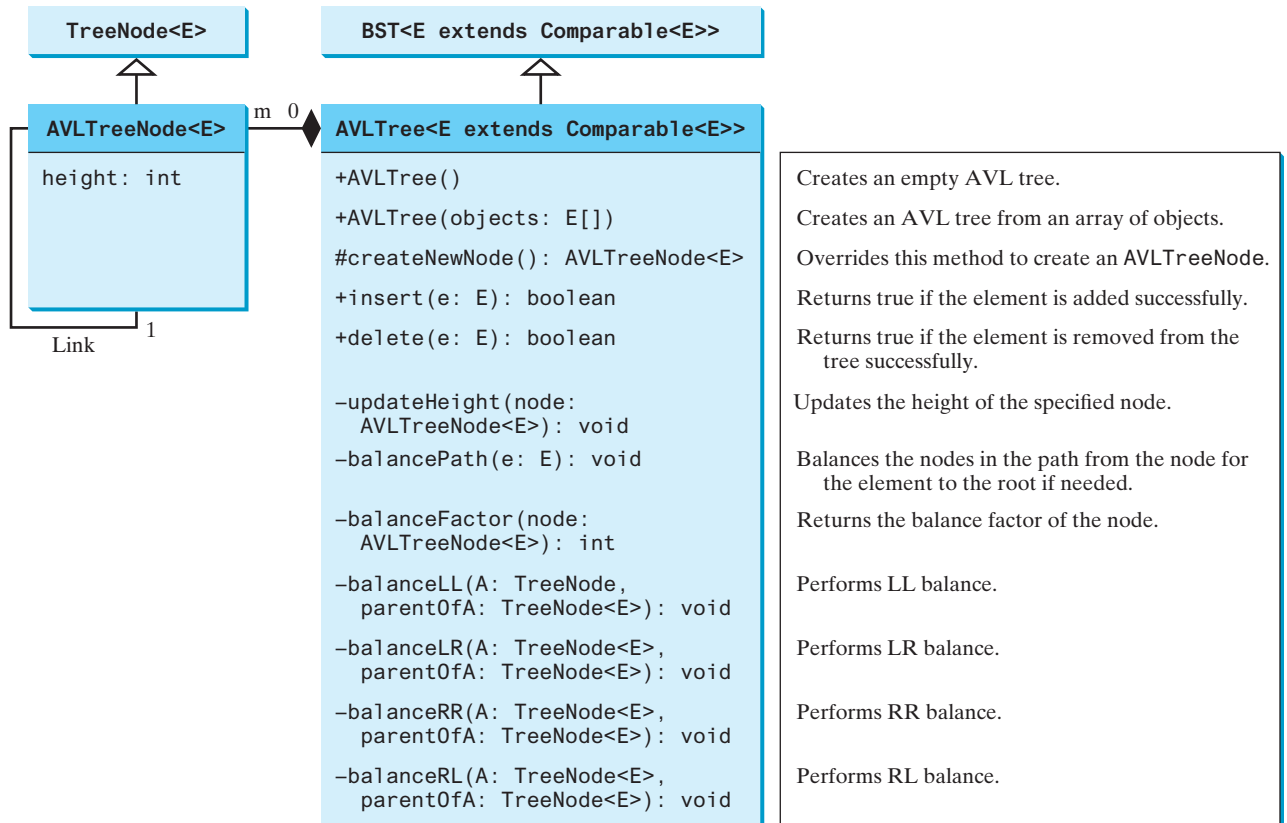 TreeNode<E>
BST<E extends Comparable<E>>
m 0
AVLTreeNode<E>
AVLTree<E extends Comparable<E>>
height: int
1
Link
+AVLTree()
Creates an empty AVL tree.
+AVLTree(objects: E[])
Creates an AVL tree from an array of objects.
#createNewNode(): AVLTreeNode<E>
Overrides this method to create an AVLTreeNode.
+insert(e: E): boolean
Returns true if the element is added successfully.
+delete(e: E): boolean
Returns true if the element is removed from the
tree successfully.
–updateHeight(node:
AVLTreeNode<E>): void
Updates the height of the specified node.
–balancePath(e: E): void
Balances the nodes in the path from the node for
the element to the root if needed.
–balanceFactor(node:
AVLTreeNode<E>): int
Returns the balance factor of the node.
–balanceLL(A: TreeNode,
parentOfA: TreeNode<E>): void
Performs LL balance.
–balanceLR(A: TreeNode<E>,
parentOfA: TreeNode<E>): void
Performs LR balance.
–balanceRR(A: TreeNode<E>,
parentOfA: TreeNode<E>): void
Performs RR balance.
–balanceRL(A: TreeNode<E>,
parentOfA: TreeNode<E>): void
Performs RL balance.